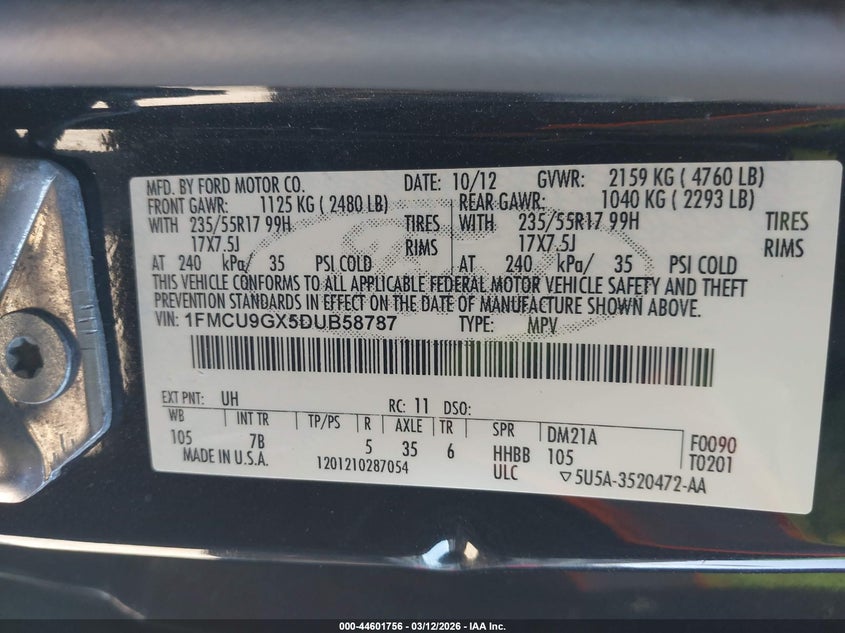 MFD. BY FORD MOTOR CO. DATE: 10/12 GVWR: 2159 KG ( 4760 LB)
FRONT GAWR: 1125 KG ( 2480 LB) REAR GAWR: 1040 KG ( 2293 LB)
WITH 235/55R17 99H TIRES WITH 235/55R17 99H TIRES
17X7.5J RIMS 17X7.5J RIMS
AT 240 kPa/ 35 PSI COLD AT 240 kPa/ 35 PSI COLD
THIS VEHICLE CONFORMS TO ALL APPLICABLE FEDERAL MOTOR VEHICLE SAFETY AND THEFT
PREVENTION STANDARDS IN EFFECT ON THE DATE OF MANUFACTURE SHOWN ABOVE.
VIN: 1FMCU9GX5DUB58787 TYPE: MPV
EXT PNT: UH RC: 11 DSO:
WB INT TR TP/PS R AXLE TR SPR DM21A F0090
105 7B 5 35 6 HHBB 105 T0201
MADE IN U.S.A. 1201210287054 ULC ▽5U5A-3520472-AA
000-44601756 - 03/12/2026 - IAA Inc.